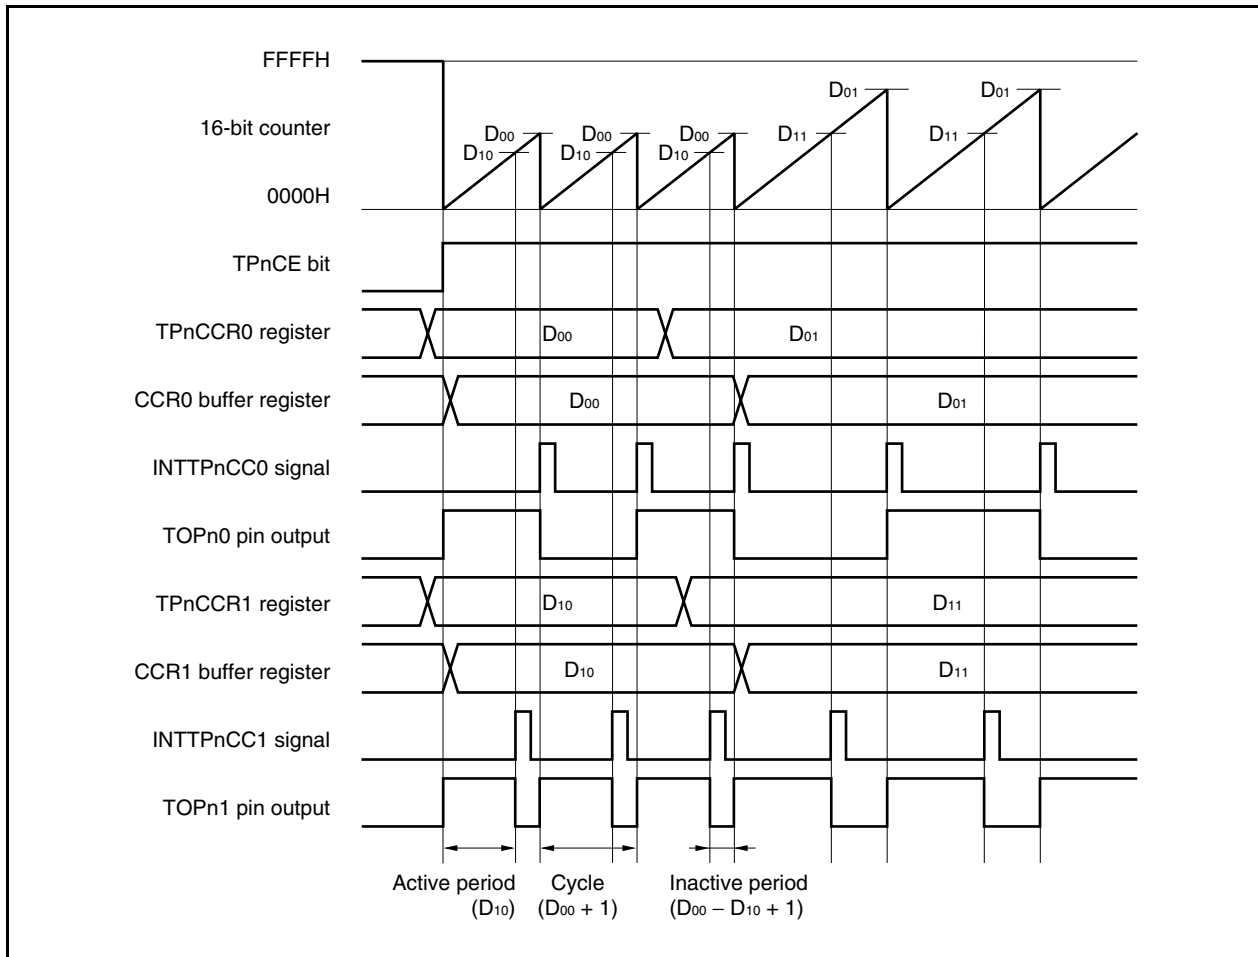 FFFFH
D01 D01
16-bit counter
D00 D00 D00 D11 D11
D10 D10 D10
0000H
TPnCE bit
TPnCCR0 register D00 D01
CCR0 buffer register D00 D01
INTTPnCC0 signal
TOPn0 pin output
TPnCCR1 register D10 D11
CCR1 buffer register D10 D11
INTTPnCC1 signal
TOPn1 pin output
Active period Cycle Inactive period
(D10) (D00 + 1) (D00 − D10 + 1)